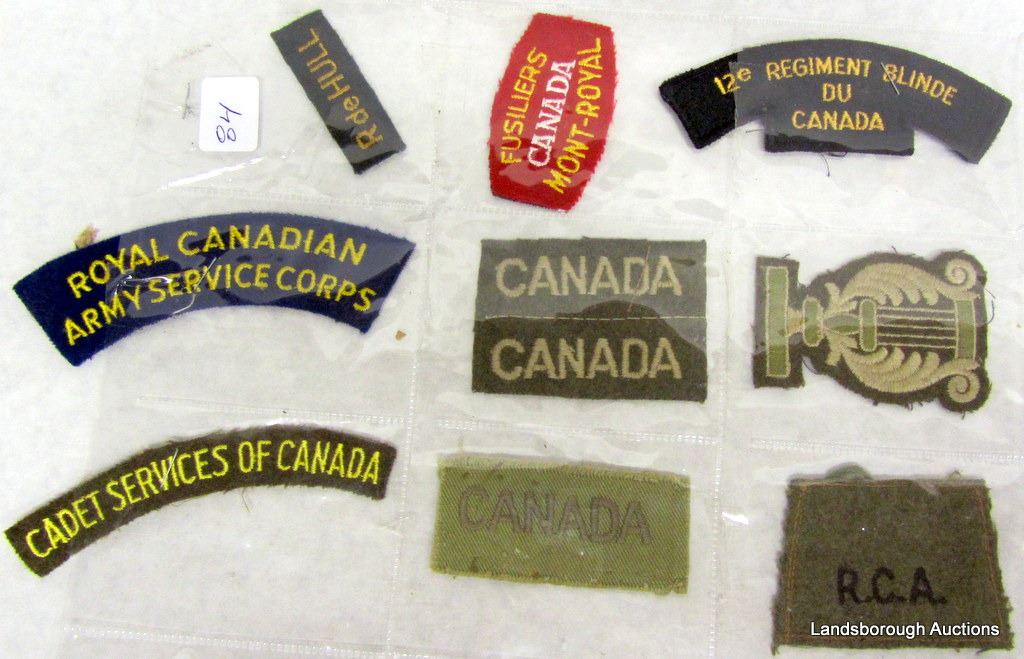 84
R de HULL
FUSILIERS
CANADA
MONT-ROYAL
12e REGIMENT BLINDE
DU
CANADA
ROYAL CANADIAN
ARMY SERVICE CORPS
CANADA
CANADA
CADET SERVICES OF CANADA
CANADA
R.C.A.
Landsborough Auctions